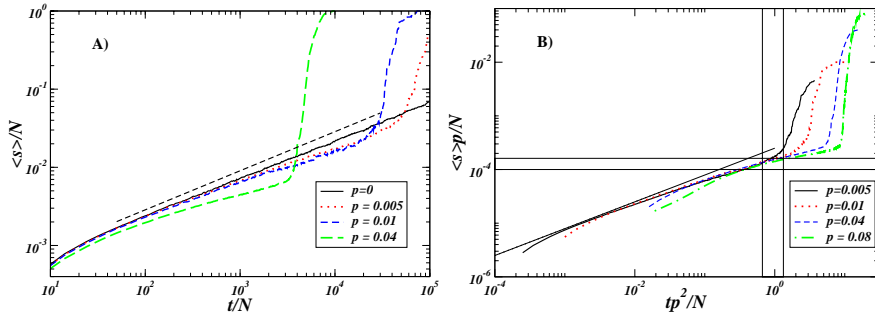 A)
<s>/N
10^0
10^-1
10^-2
10^-3
p=0
p=0.005
p = 0.01
p = 0.04
10^1
10^2
10^3
10^4
10^5
t/N
B)
<s>p/N
10^-2
10^-4
10^-6
p=0.005
p=0.01
p=0.04
p = 0.08
10^-4
10^-2
10^0
tp^2/N